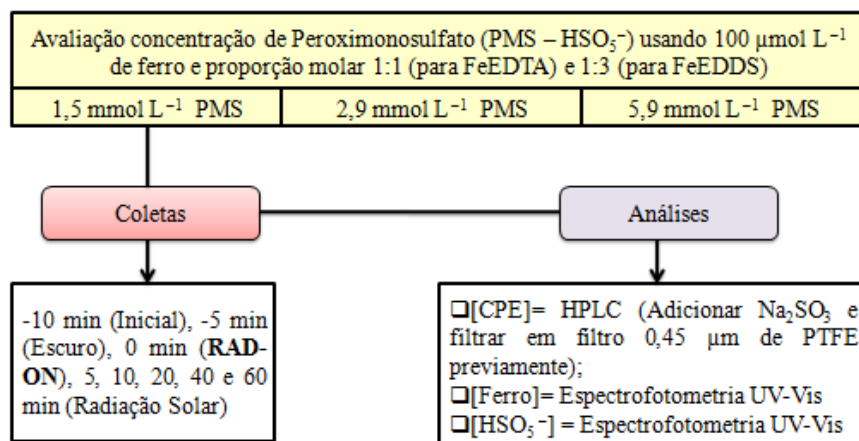 Avaliação concentração de Peroximonosulfato (PMS – HSO₅⁻) usando 100 µmol L⁻¹
de ferro e proporção molar 1:1 (para FeEDTA) e 1:3 (para FeEDDS)
1,5 mmol L⁻¹ PMS
2,9 mmol L⁻¹ PMS
5,9 mmol L⁻¹ PMS
Coletas
Análises
-10 min (Inicial), -5 min
(Escuro), 0 min (RAD-
ON), 5, 10, 20, 40 e 60
min (Radiação Solar)
❑[CPE]= HPLC (Adicionar Na₂SO₃ e
filtrar em filtro 0,45 µm de PTFE
previamente);
❑[Ferro]= Espectrofotometria UV-Vis
❑[HSO₅⁻] = Espectrofotometria UV-Vis